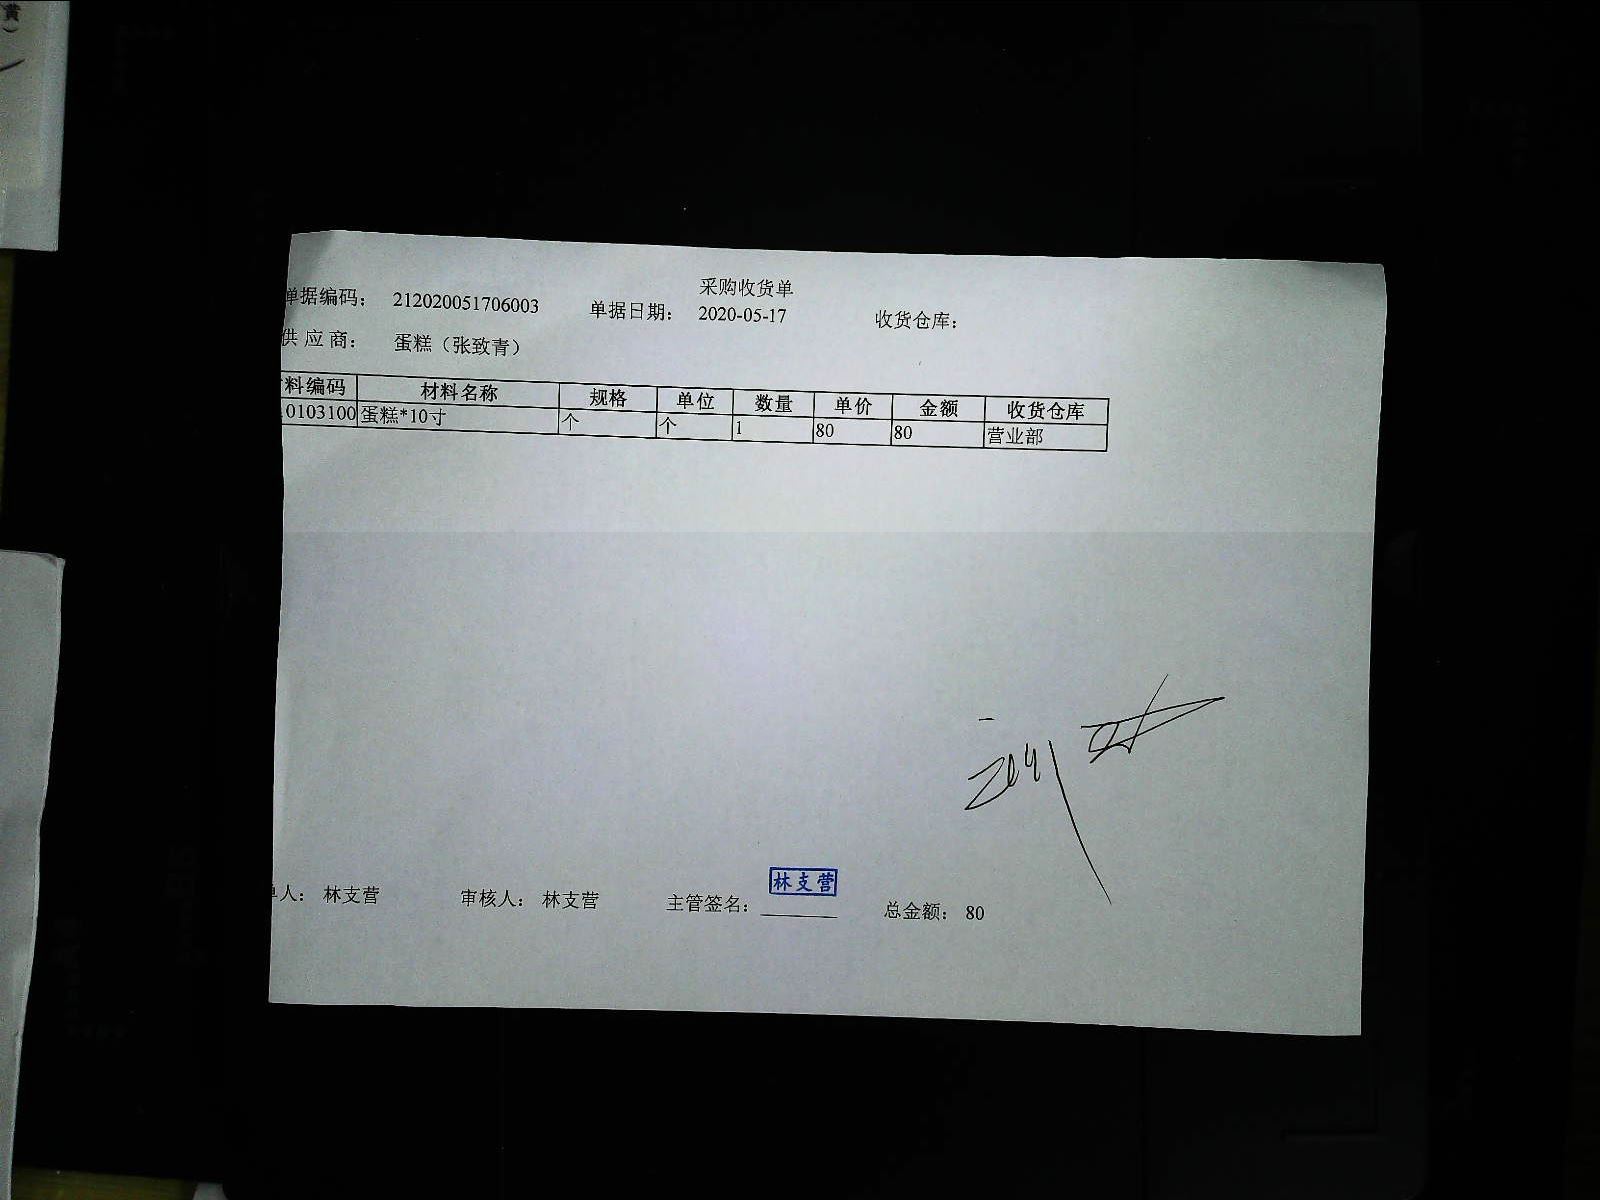 黄
采购收货单
单据编码： 212020051706003 单据日期： 2020-05-17 收货仓库：
供 应 商： 蛋糕（张致青）
料编码 材料名称 规格 单位 数量 单价 金额 收货仓库
0103100 蛋糕*10寸 个 个 1 80 80 营业部
林支营
人： 林支营 审核人： 林支营 主管签名： 总金额： 80